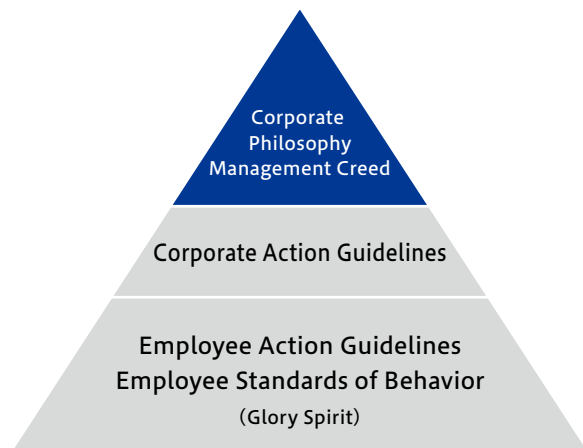 Corporate
Philosophy
Management Creed
Corporate Action Guidelines
Employee Action Guidelines
Employee Standards of Behavior
(Glory Spirit)